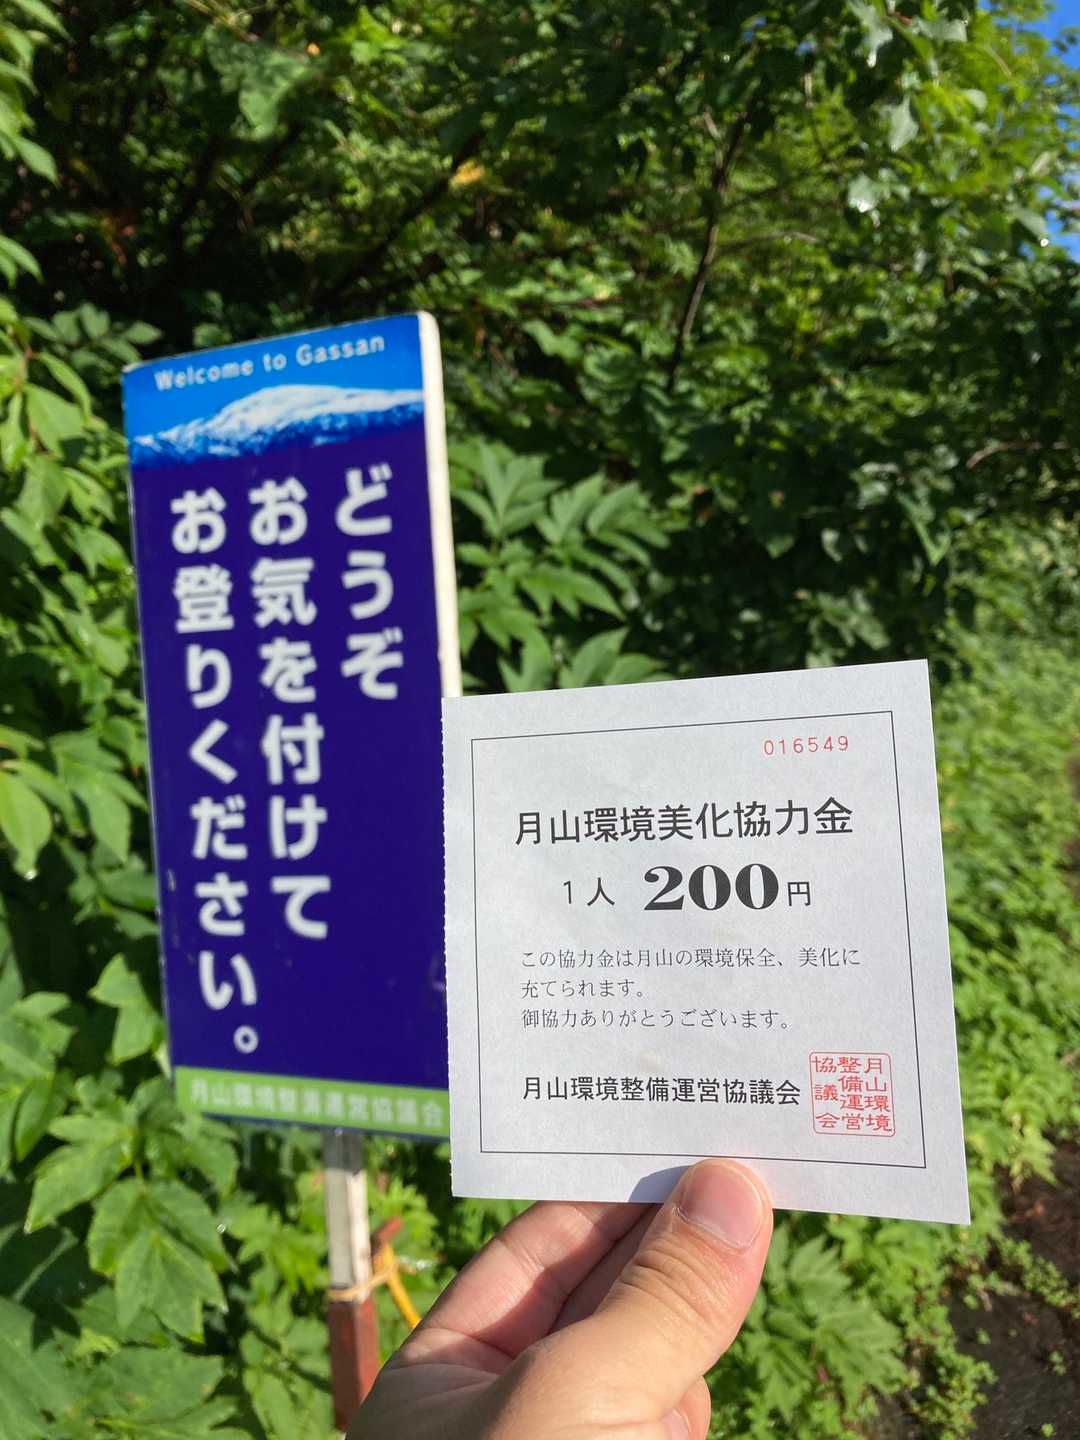 Welcome to Gassan
どうぞ
お気を付けて
お登りください。
月山環境整備運営協議会
016549
月山環境美化協力金
1人 200円
この協力金は月山の環境保全、美化に
充てられます。
御協力ありがとうございます。
月山環境整備運営協議会
月山環境
整備運営
協議会